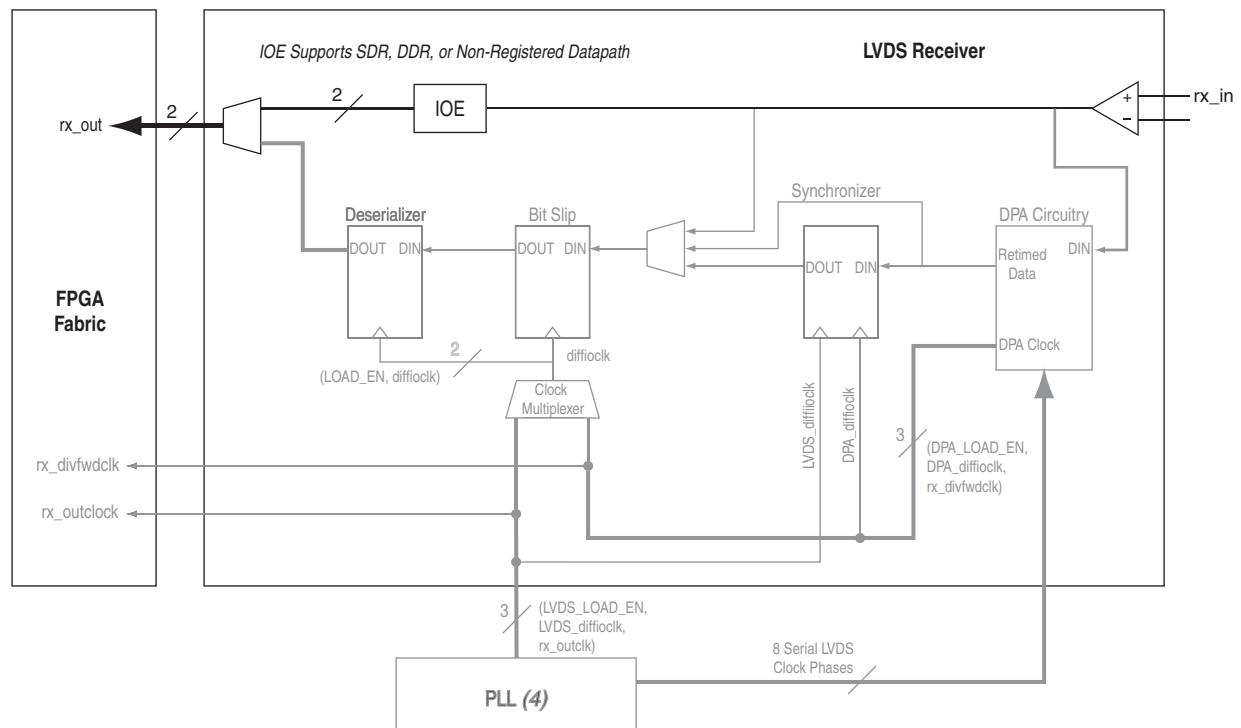 IOE Supports SDR, DDR, or Non-Registered Datapath
LVDS Receiver
2
2
IOE
+
−
rx_in
rx_out
Synchronizer
Deserializer
Bit Slip
DPA Circuitry
DOUT DIN
DOUT DIN
DOUT DIN
Retimed
Data
DIN
FPGA
Fabric
DPA Clock
2
diffioclk
(LOAD_EN, diffioclk)
Clock
Multiplexer
LVDS_diffiioclk
DPA_diffioclk
3
(DPA_LOAD_EN,
DPA_diffioclk,
rx_divfwdclk)
rx_divfwdclk
rx_outclock
3
(LVDS_LOAD_EN,
LVDS_diffioclk,
rx_outclk)
8 Serial LVDS
Clock Phases
PLL (4)